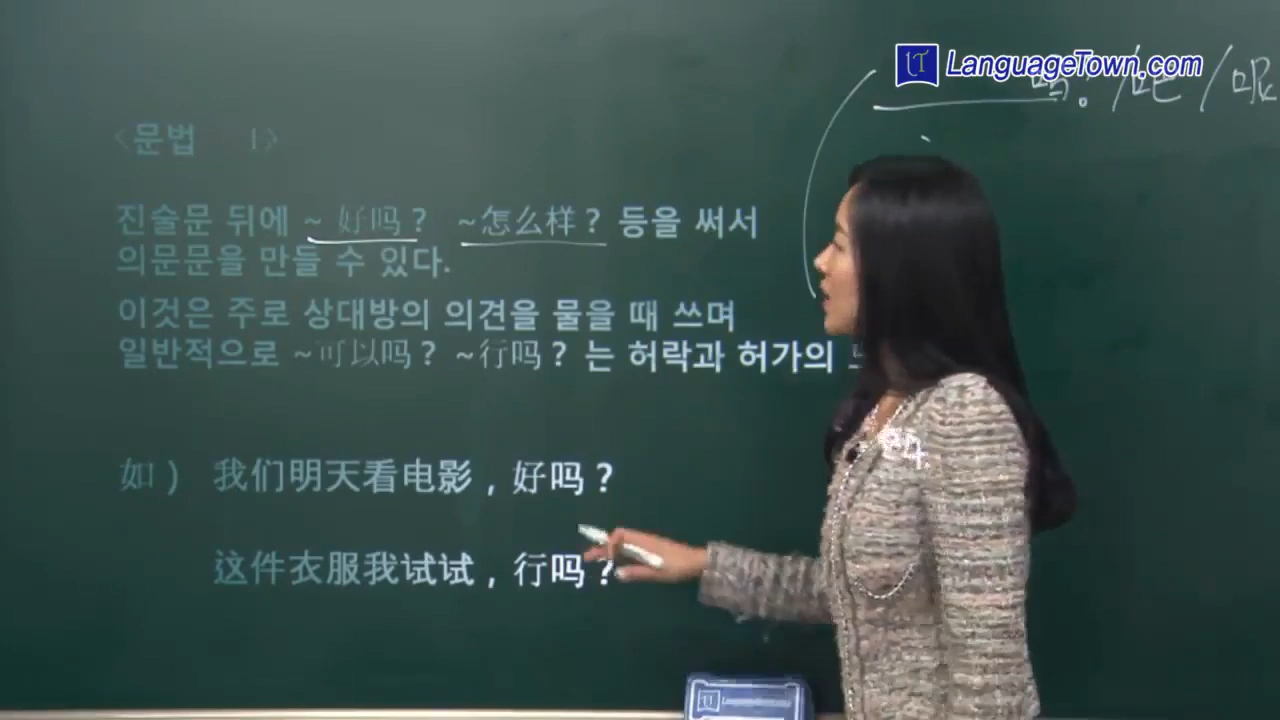 LanguageTown.com
吗? / 吧 / 呢
<문법 1>
진술문 뒤에 ~ 好吗? ~怎么样? 등을 써서
의문문을 만들 수 있다.
이것은 주로 상대방의 의견을 물을 때 쓰며
일반적으로 ~可以吗? ~行吗? 는 허락과 허가의
如) 我们明天看电影，好吗?
这件衣服我试试，行吗?